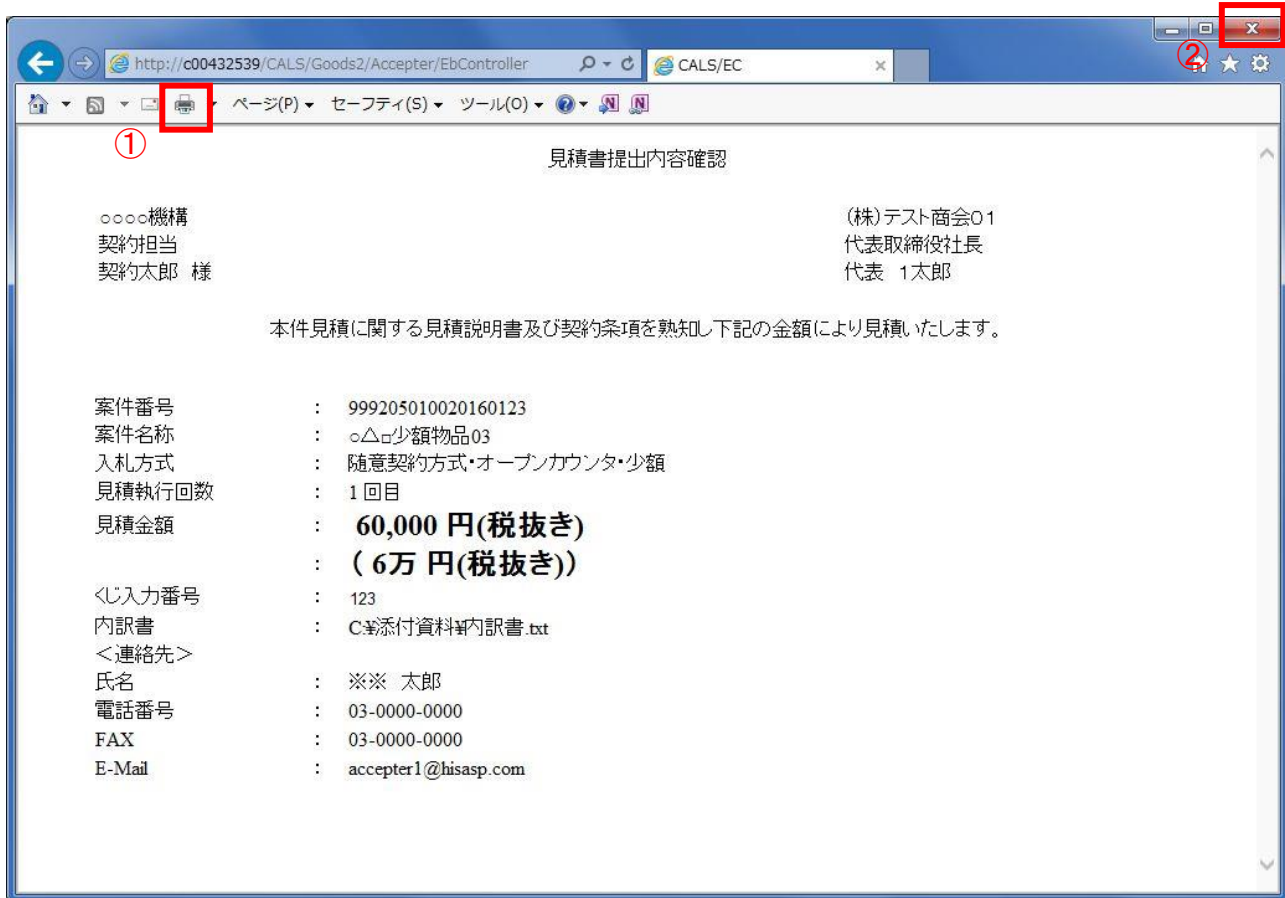 http://c00432539/CALS/Goods2/Accepter/EbController
CALS/EC
②
ページ(P) セーフティ(S) ツール(O)
①
見積書提出内容確認
○○○○機構 (株)テスト商会01
契約担当 代表取締役社長
契約太郎 様 代表 1太郎
本件見積に関する見積説明書及び契約条項を熟知し下記の金額により見積いたします。
案件番号 : 999205010020160123
案件名称 : ○△□少額物品03
入札方式 : 随意契約方式・オープンカウンタ・少額
見積執行回数 : 1回目
見積金額 : 60,000 円(税抜き)
: ( 6万 円(税抜き))
くじ入力番号 : 123
内訳書 : C:¥添付資料¥内訳書.txt
<連絡先>
氏名 : ※※ 太郎
電話番号 : 03-0000-0000
FAX : 03-0000-0000
E-Mail : accepter1@hisasp.com